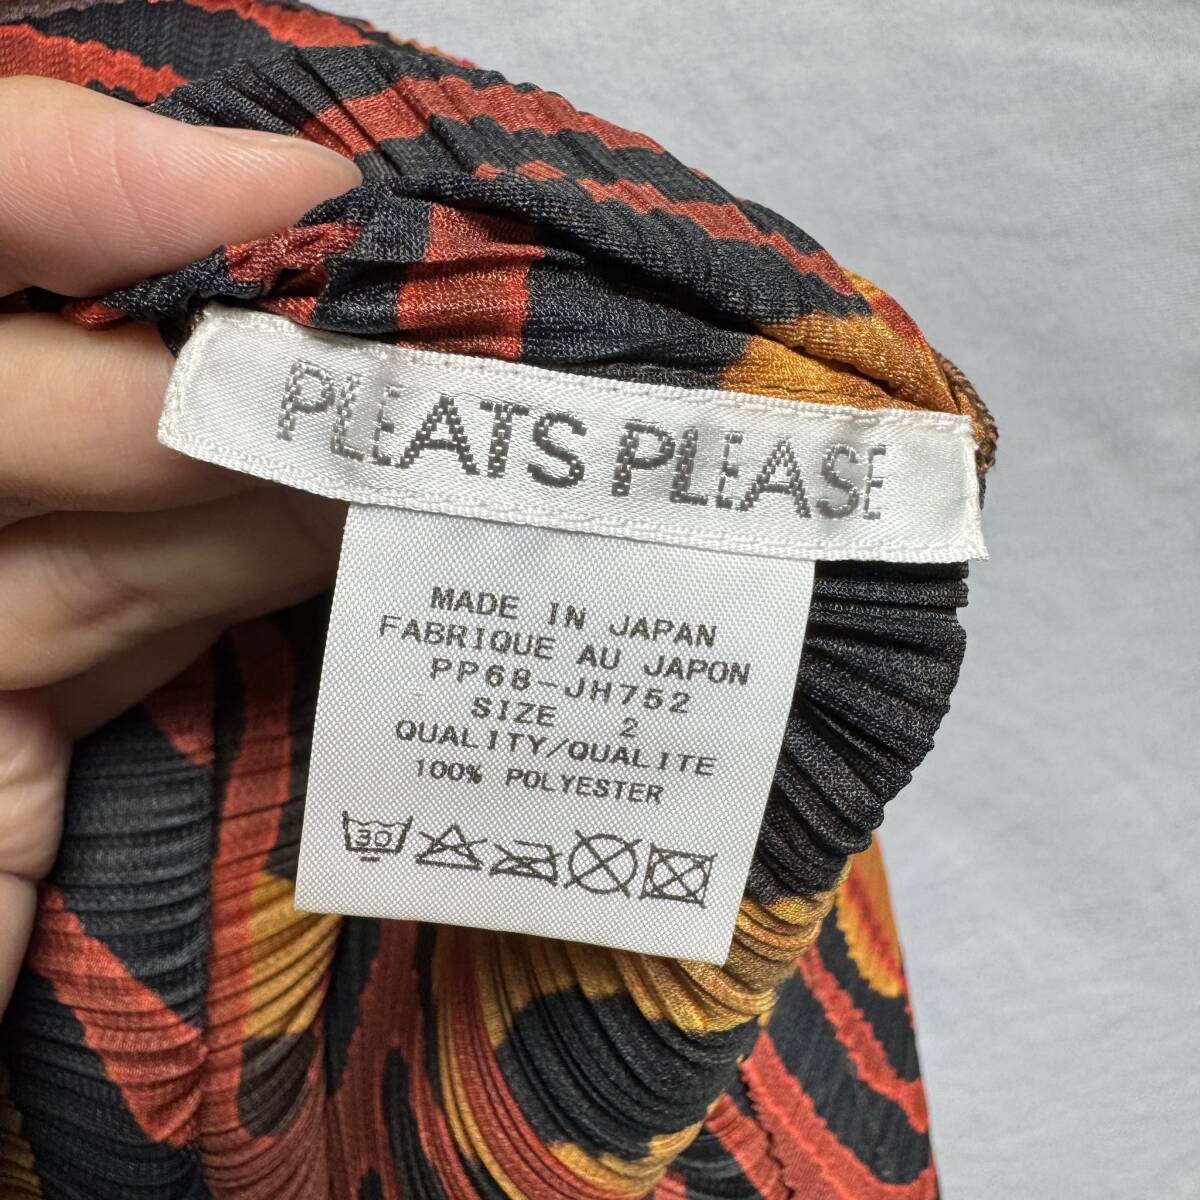 PLEATS PLEASE
MADE IN JAPAN
FABRIQUE AU JAPON
PP68-JH752
SIZE 2
QUALITY/QUALITE
100% POLYESTER
30